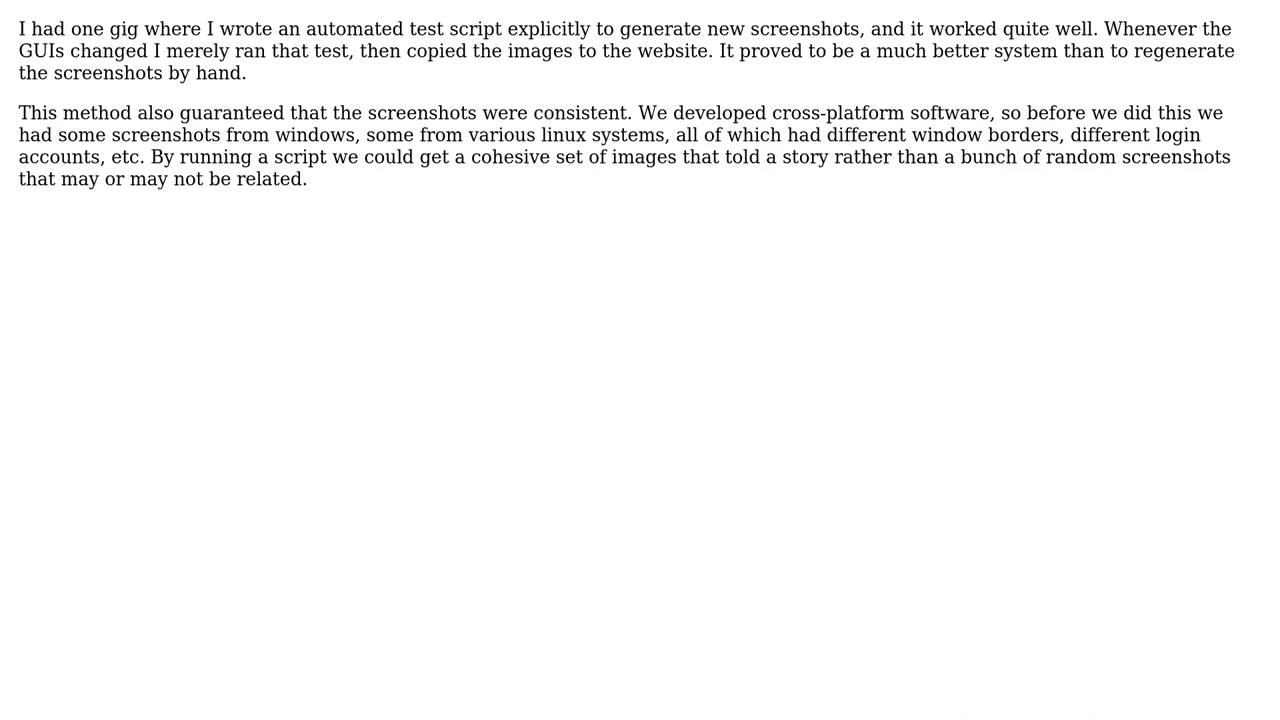 I had one gig where I wrote an automated test script explicitly to generate new screenshots, and it worked quite well. Whenever the
GUIs changed I merely ran that test, then copied the images to the website. It proved to be a much better system than to regenerate
the screenshots by hand.
This method also guaranteed that the screenshots were consistent. We developed cross-platform software, so before we did this we
had some screenshots from windows, some from various linux systems, all of which had different window borders, different login
accounts, etc. By running a script we could get a cohesive set of images that told a story rather than a bunch of random screenshots
that may or may not be related.